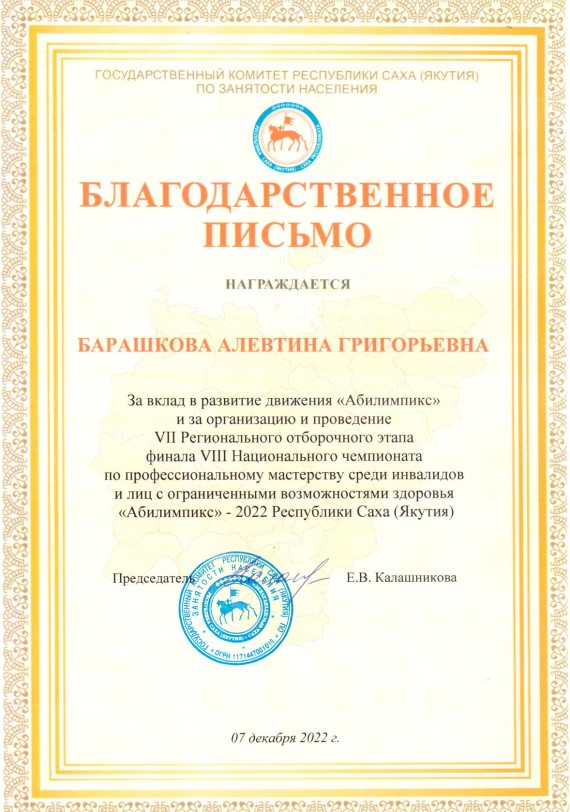 ГОСУДАРСТВЕННЫЙ КОМИТЕТ РЕСПУБЛИКИ САХА (ЯКУТИЯ)
ПО ЗАНЯТОСТИ НАСЕЛЕНИЯ
БЛАГОДАРСТВЕННОЕ
ПИСЬМО
НАГРАЖДАЕТСЯ
БАРАШКОВА АЛЕВТИНА ГРИГОРЬЕВНА
За вклад в развитие движения «Абилимпикс»
и за организацию и проведение
VII Регионального отборочного этапа
финала VIII Национального чемпионата
по профессиональному мастерству среди инвалидов
и лиц с ограниченными возможностями здоровья
«Абилимпикс» - 2022 Республики Саха (Якутия)
Председатель Е.В. Калашникова
ГОСУДАРСТВЕННЫЙ КОМИТЕТ РЕСПУБЛИКИ САХА (ЯКУТИЯ) ПО
ЗАНЯТОСТИ НАСЕЛЕНИЯ
ОГРН 1171447001015
07 декабря 2022 г.